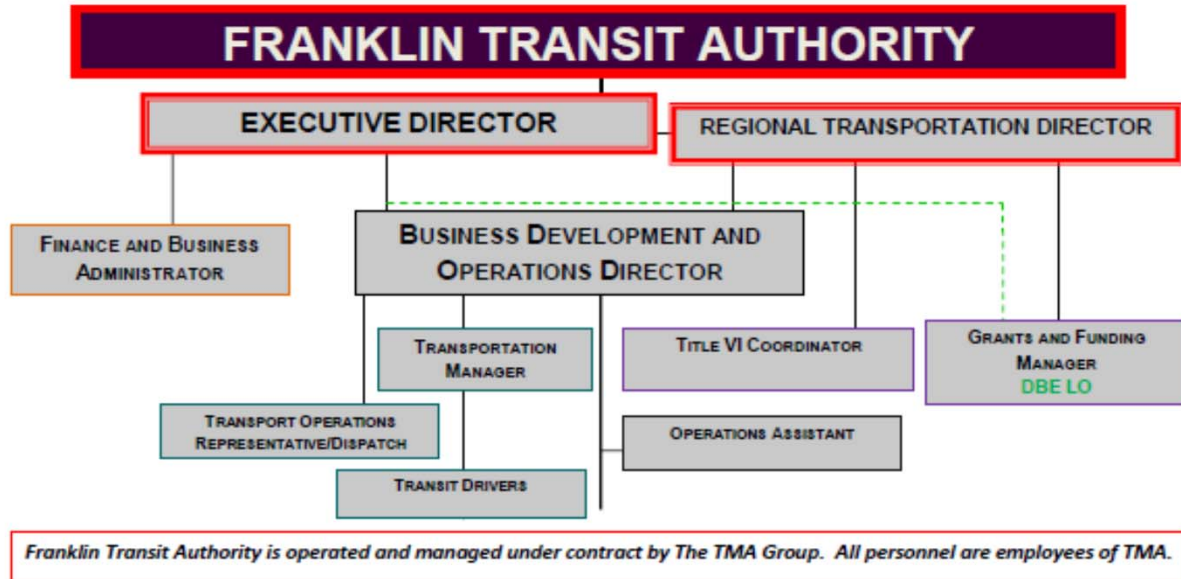 FRANKLIN TRANSIT AUTHORITY
EXECUTIVE DIRECTOR
REGIONAL TRANSPORTATION DIRECTOR
FINANCE AND BUSINESS
ADMINISTRATOR
BUSINESS DEVELOPMENT AND
OPERATIONS DIRECTOR
TRANSPORTATION
MANAGER
TITLE VI COORDINATOR
GRANTS AND FUNDING
MANAGER
DBE LO
TRANSPORT OPERATIONS
REPRESENTATIVE/DISPATCH
OPERATIONS ASSISTANT
TRANSIT DRIVERS
Franklin Transit Authority is operated and managed under contract by The TMA Group. All personnel are employees of TMA.